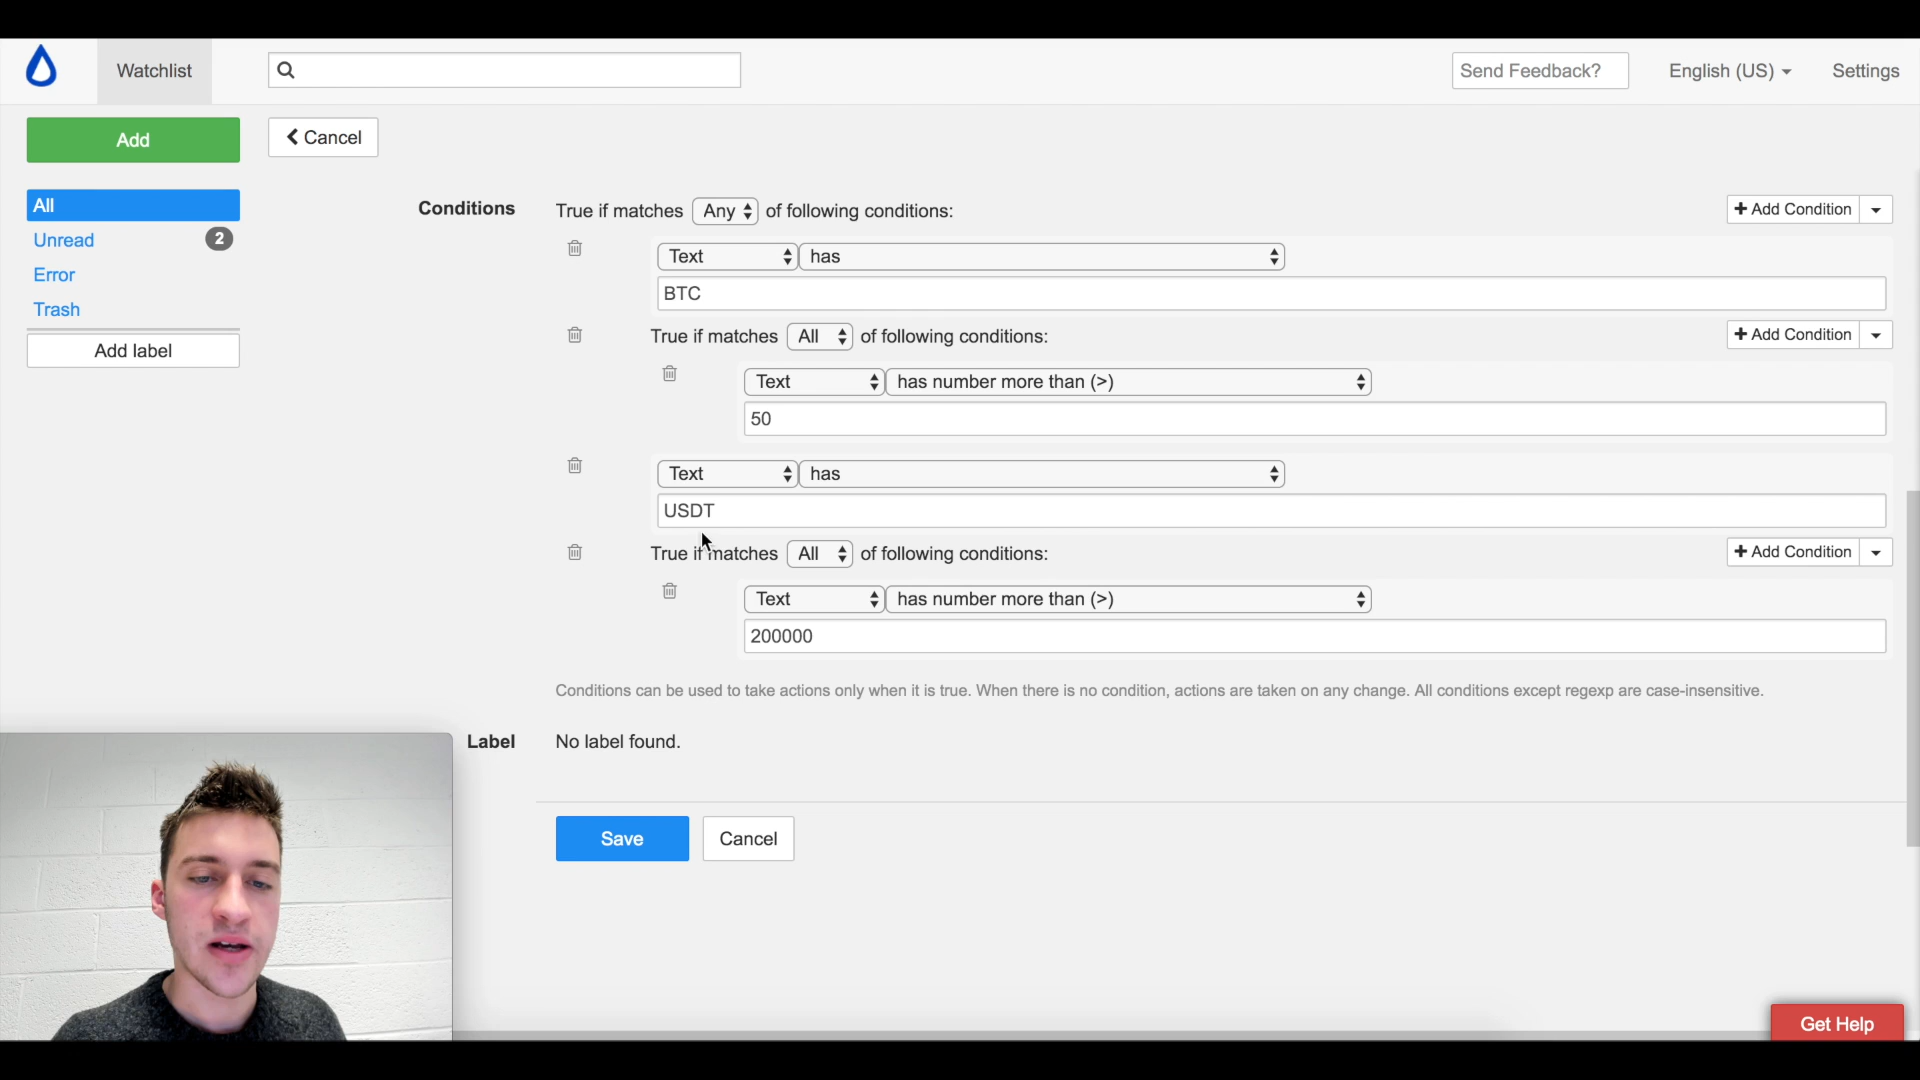 Watchlist
Send Feedback?
English (US)
Settings
Add
Cancel
All
Unread 2
Error
Trash
Add label
Conditions
True if matches Any of following conditions:
+ Add Condition
Text has
BTC
True if matches All of following conditions:
+ Add Condition
Text has number more than (>)
50
Text has
USDT
True if matches All of following conditions:
+ Add Condition
Text has number more than (>)
200000
Conditions can be used to take actions only when it is true. When there is no condition, actions are taken on any change. All conditions except regexp are case-insensitive.
Label
No label found.
Save
Cancel
Get Help